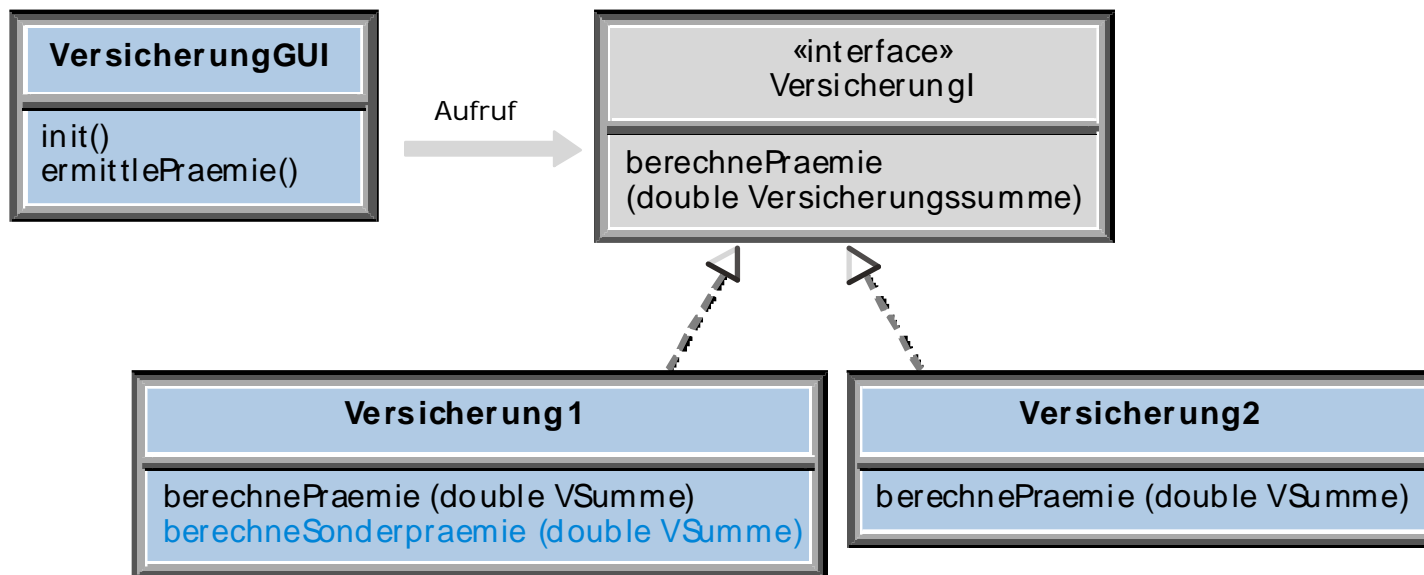 VersicherungGUI
init()
ermittlePraemie()
Aufruf
«interface»
VersicherungI
berechnePraemie
(double Versicherungssumme)
Versicherung1
berechnePraemie (double VSumme)
berechneSonderpraemie (double VSumme)
Versicherung2
berechnePraemie (double VSumme)